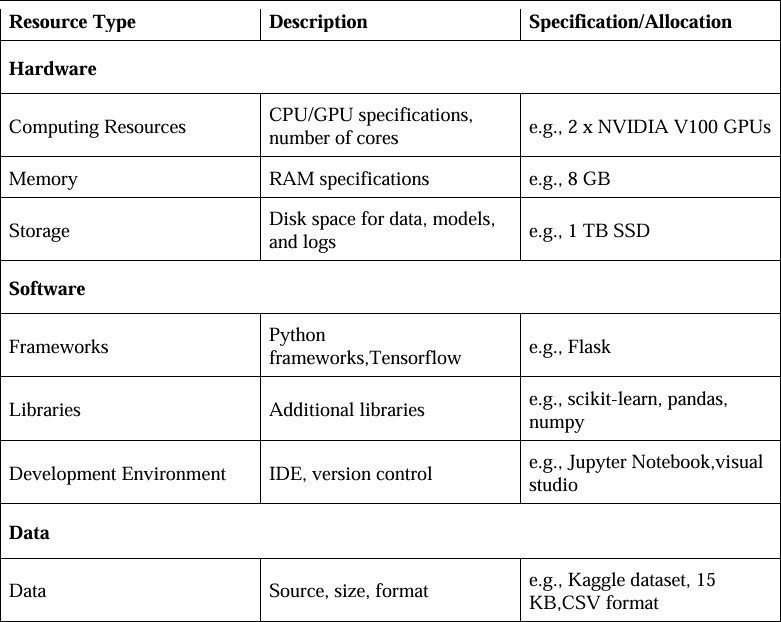 Resource Type Description Specification/Allocation
Hardware
Computing Resources
CPU/GPU specifications,
number of cores
e.g., 2 x NVIDIA V100 GPUs
Memory RAM specifications e.g., 8 GB
Storage
Disk space for data, models,
and logs
e.g., 1 TB SSD
Software
Frameworks
Python
frameworks,Tensorflow
e.g., Flask
Libraries Additional libraries
e.g., scikit-learn, pandas,
numpy
Development Environment IDE, version control
e.g., Jupyter Notebook,visual
studio
Data
Data Source, size, format
e.g., Kaggle dataset, 15
KB,CSV format